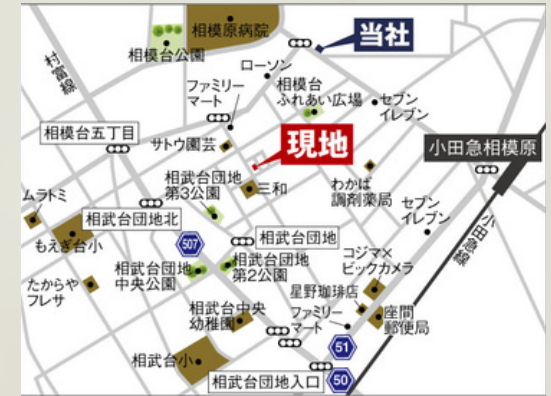 相模原病院
当社
相模台公園
村富線
ローソン
ファミリー
マート
相模台
ふれあい広場
セブン
イレブン
相模台五丁目
サトウ園芸
現地
小田急相模原
相武台団地
第3公園
三和
わかば
調剤薬局
セブン
イレブン
小田急線
ムラトミ
相武台団地北
もえぎ台小
507
相武台団地
相武台団地
中央公園
相武台団地
第2公園
コジマ×
ビックカメラ
たからや
フレサ
星野珈琲店
相武台中央
幼稚園
ファミリー
マート
座間
郵便局
51
相武台小
相武台団地入口
50